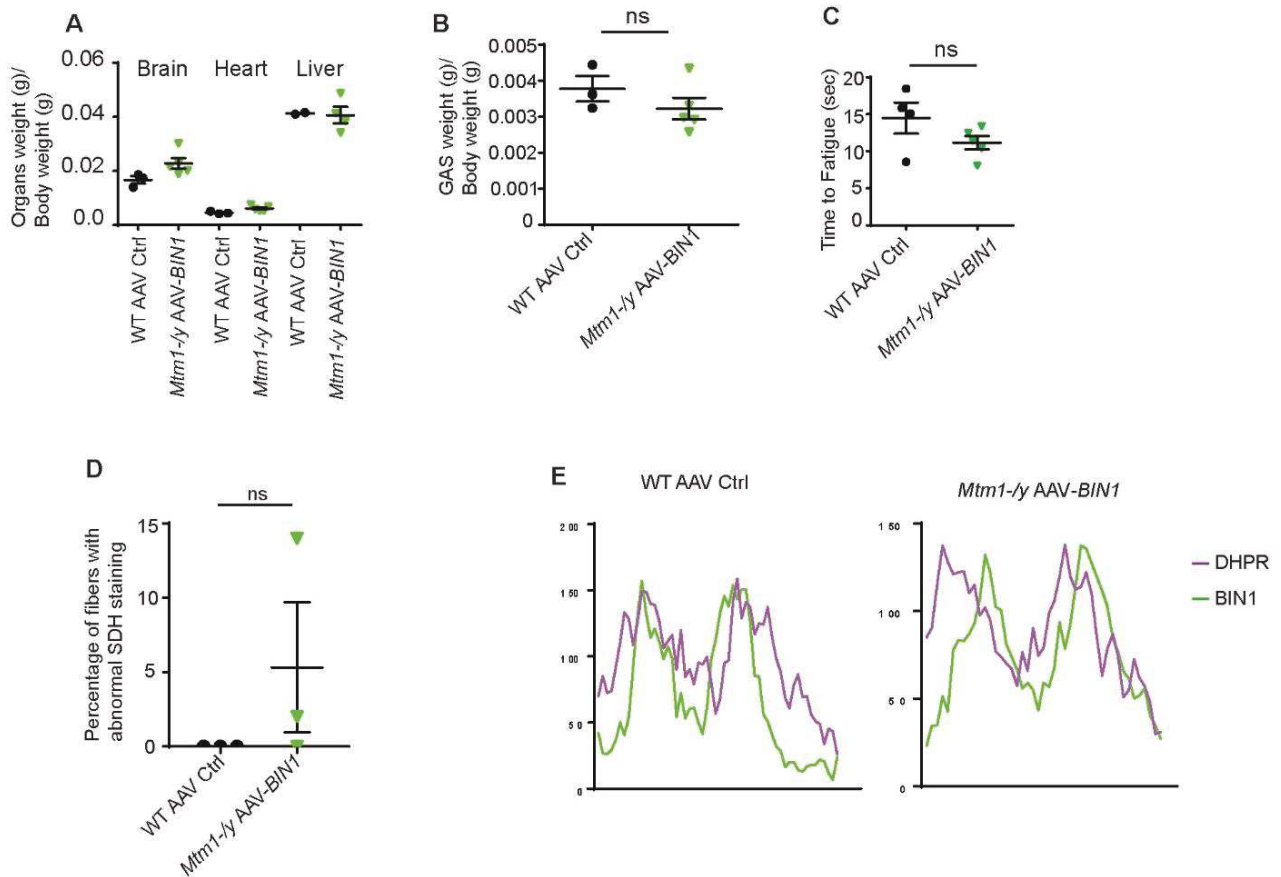 A
Organs weight (g)/
Body weight (g)
0.06
0.04
0.02
0.0
Brain Heart Liver
WT AAV Ctrl
Mtm1-/y AAV-BIN1
WT AAV Ctrl
Mtm1-/y AAV-BIN1
WT AAV Ctrl
Mtm1-/y AAV-BIN1
B
ns
GAS weight (g)/
Body weight (g)
0.005
0.004
0.003
0.002
0.001
0
WT AAV Ctrl
Mtm1-/y AAV-BIN1
C
ns
Time to Fatigue (sec)
20
15
10
5
0
WT AAV Ctrl
Mtm1-/y AAV-BIN1
D
ns
Percentage of fibers with
abnormal SDH staining
15
10
5
0
WT AAV Ctrl
Mtm1-/y AAV-BIN1
E
WT AAV Ctrl
200
150
100
50
0
Mtm1-/y AAV-BIN1
150
100
50
0
DHPR
BIN1